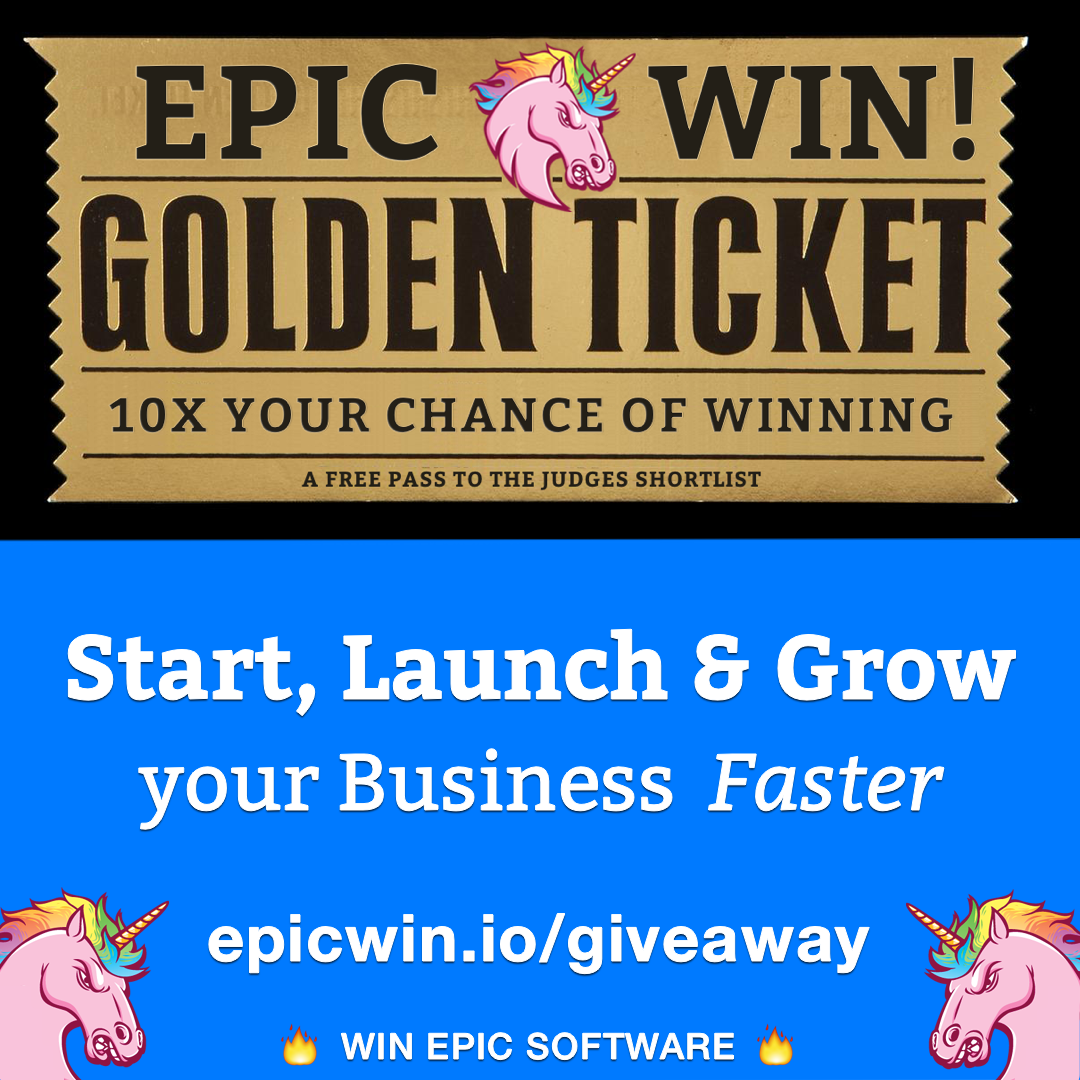 EPIC WIN!
GOLDEN TICKET
10X YOUR CHANCE OF WINNING
A FREE PASS TO THE JUDGES SHORTLIST
Start, Launch & Grow
your Business Faster
epicwin.io/giveaway
🔥 WIN EPIC SOFTWARE 🔥